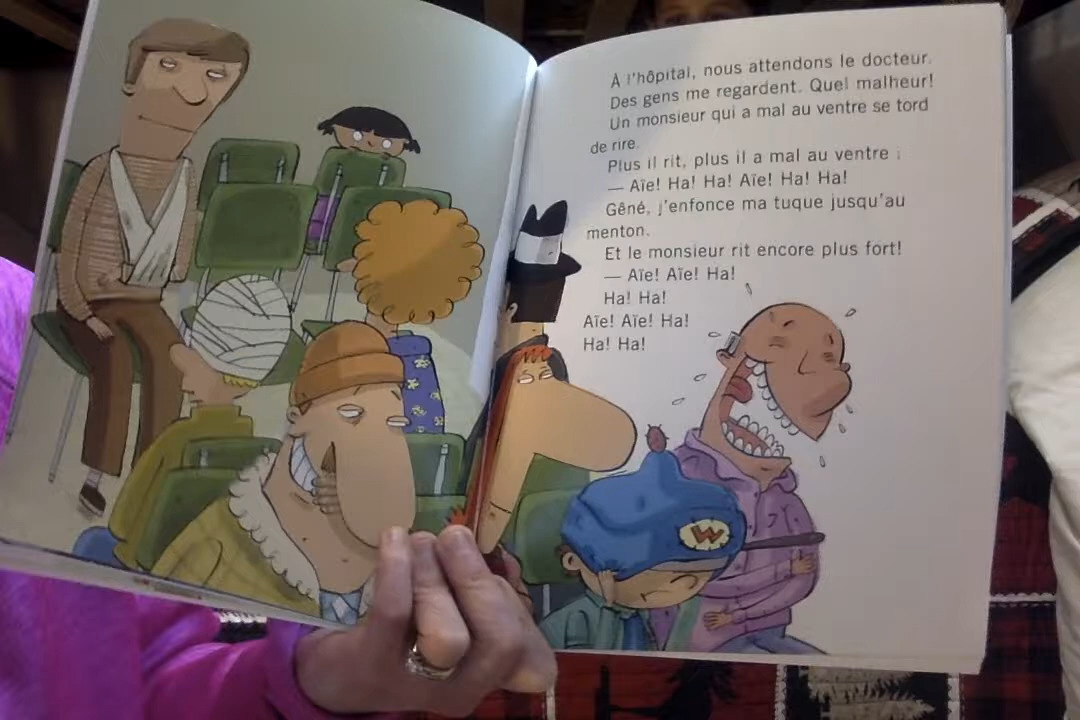 À l'hôpital, nous attendons le docteur.
Des gens me regardent. Quel malheur!
Un monsieur qui a mal au ventre se tord
de rire.
Plus il rit, plus il a mal au ventre :
— Aïe! Ha! Ha! Aïe! Ha! Ha!
Gêné, j'enfonce ma tuque jusqu'au
menton.
Et le monsieur rit encore plus fort!
— Aïe! Aïe! Ha!
Ha! Ha!
Aïe! Aïe! Ha!
Ha! Ha!
W